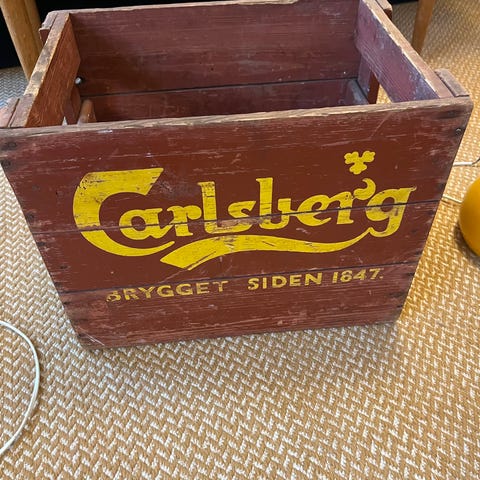 Carlsberg
BRYGGET SIDEN 1847.